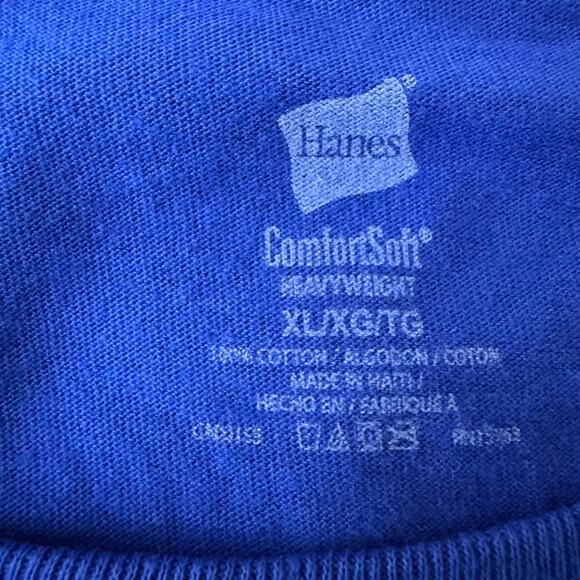 Hanes
ComfortSoft®
HEAVYWEIGHT
XL/XG/TG
100% COTTON / ALGODON / COTON
MADE IN HAITI /
HECHO EN / FABRIQUE A